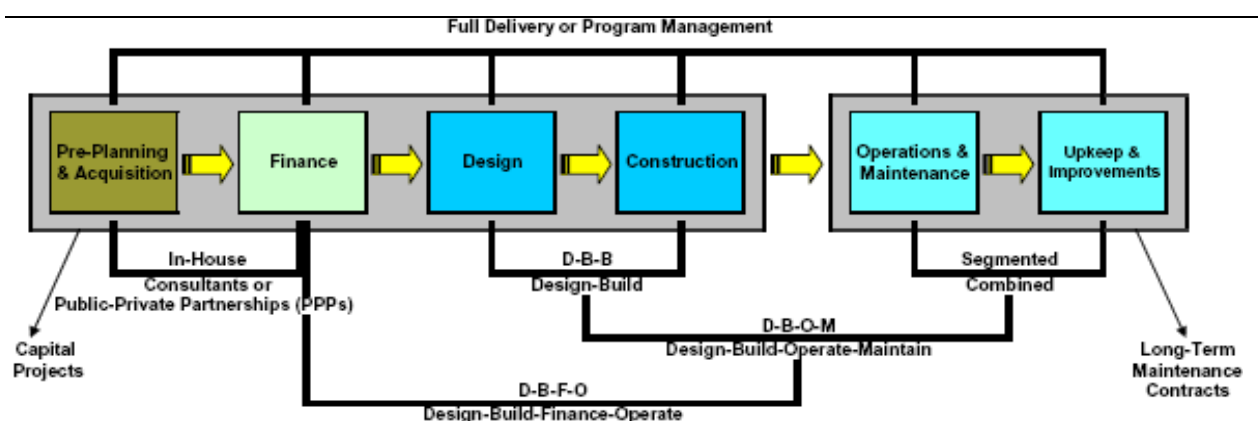 Full Delivery or Program Management
Pre-Planning
& Acquisition
Finance
Design
Construction
Operations &
Maintenance
Upkeep &
Improvements
In-House
Consultants or
Public-Private Partnerships (PPPs)
D-B-B
Design-Build
Segmented
Combined
D-B-O-M
Design-Build-Operate-Maintain
Capital
Projects
Long-Term
Maintenance
Contracts
D-B-F-O
Design-Build-Finance-Operate